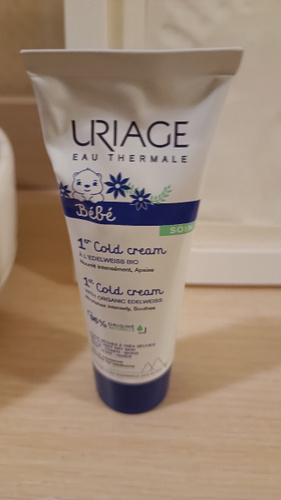 URIAGE
EAU THERMALE
Bébé
SOIN
1er Cold cream
À L'EDELWEISS BIO
Nourrit intensément, Apaise
1st Cold cream
WITH ORGANIC EDELWEISS
Nourishes intensely, Soothes
ORIGINE